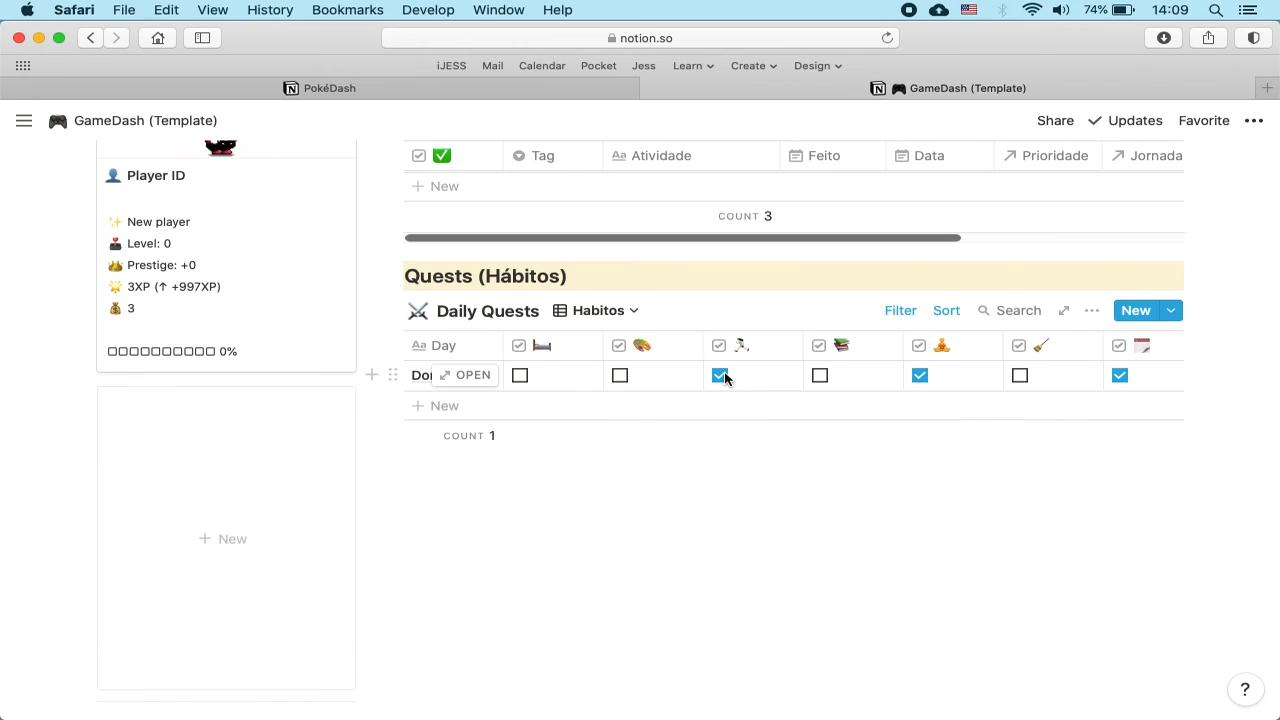 Safari File Edit View History Bookmarks Develop Window Help 74% 14:09
notion.so
iJESS Mail Calendar Pocket Jess Learn Create Design
PokéDash GameDash (Template)
GameDash (Template) Share Updates Favorite
Player ID
New player
Level: 0
Prestige: +0
3XP (↑ +997XP)
3
0%
New
Tag Atividade Feito Data Prioridade Jornada
New
COUNT 3
Quests (Hábitos)
Daily Quests Habitos Filter Sort Search New
Day
OPEN
New
COUNT 1
?